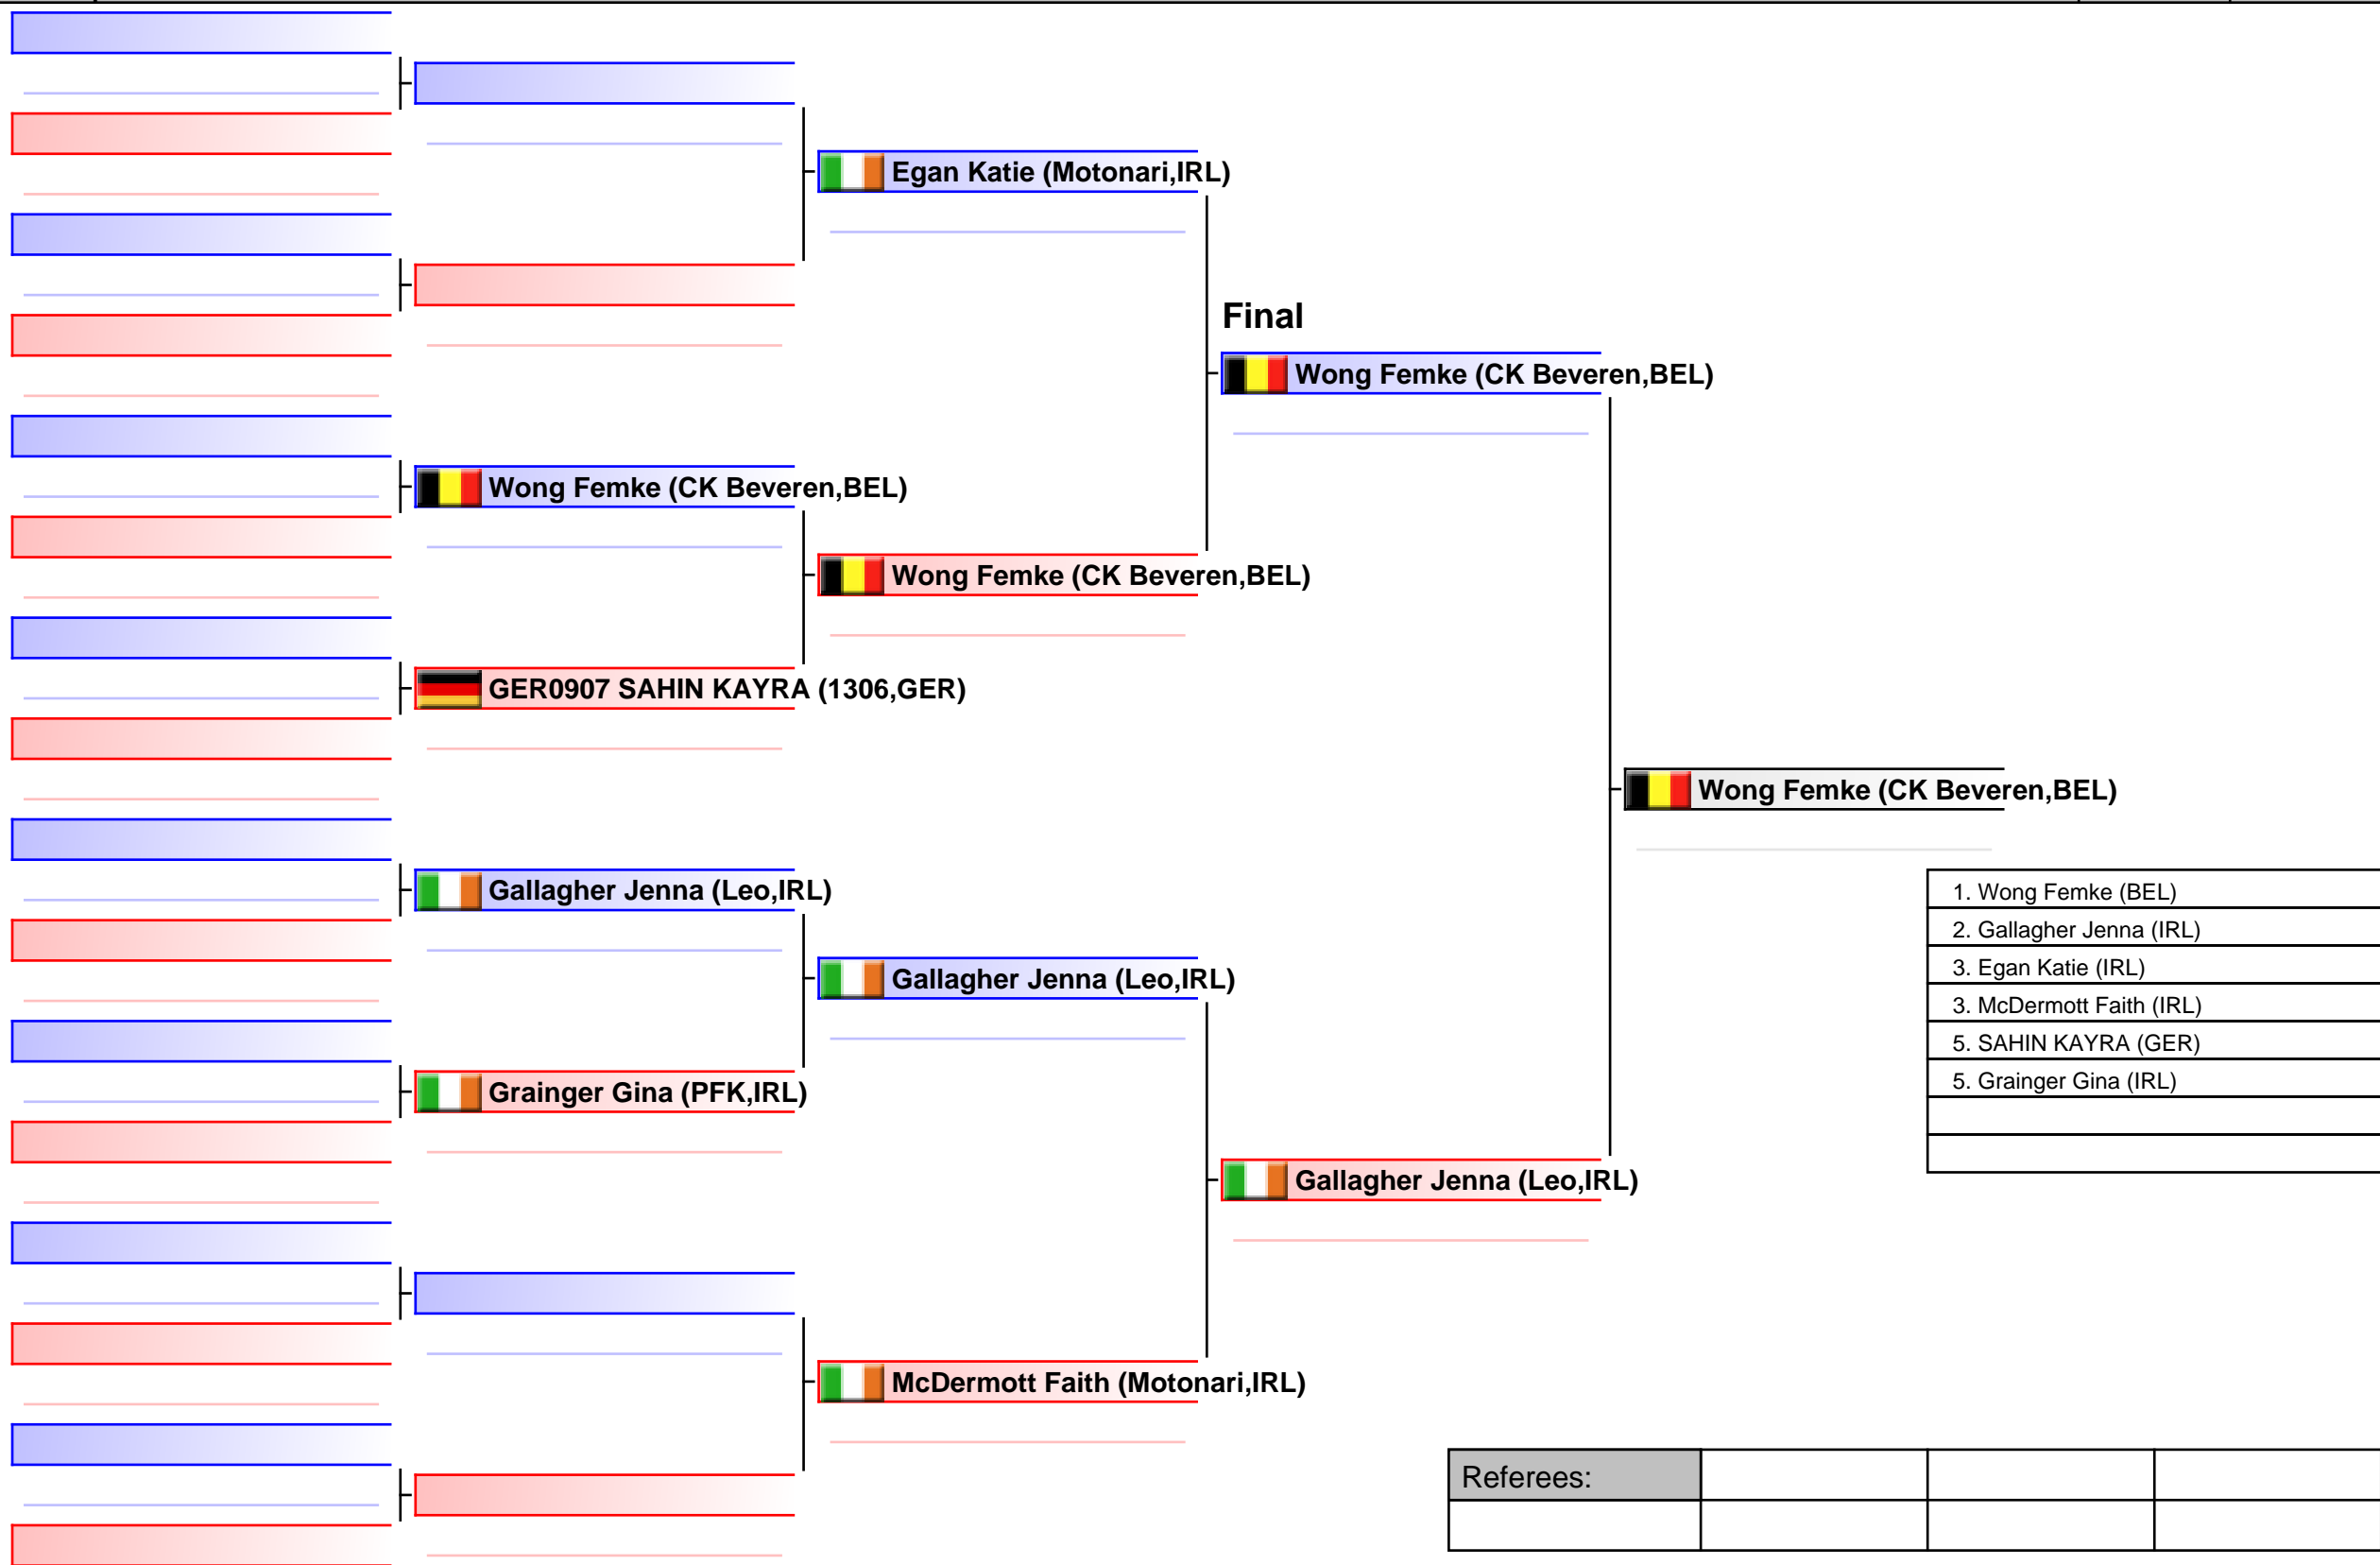 Egan Katie (Motonari,IRL)
Final
Wong Femke (CK Beveren,BEL)
Wong Femke (CK Beveren,BEL)
Wong Femke (CK Beveren,BEL)
GER0907 SAHIN KAYRA (1306,GER)
Wong Femke (CK Beveren,BEL)
Gallagher Jenna (Leo,IRL)
1. Wong Femke (BEL)
2. Gallagher Jenna (IRL)
3. Egan Katie (IRL)
3. McDermott Faith (IRL)
5. SAHIN KAYRA (GER)
5. Grainger Gina (IRL)
Gallagher Jenna (Leo,IRL)
Grainger Gina (PFK,IRL)
Gallagher Jenna (Leo,IRL)
McDermott Faith (Motonari,IRL)
Referees: